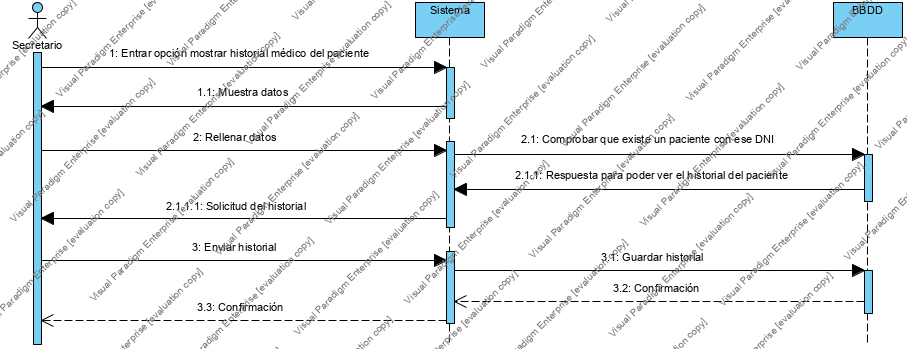 Sistema
BBDD
Secretario
1: Entrar opción mostrar historial médico del paciente
1.1: Muestra datos
2: Rellenar datos
2.1: Comprobar que existe un paciente con ese DNI
2.1.1: Respuesta para poder ver el historial del paciente
2.1.1.1: Solicitud del historial
3: Enviar historial
3.1: Guardar historial
3.2: Confirmación
3.3: Confirmación
Visual Paradigm Enterprise [evaluation copy]